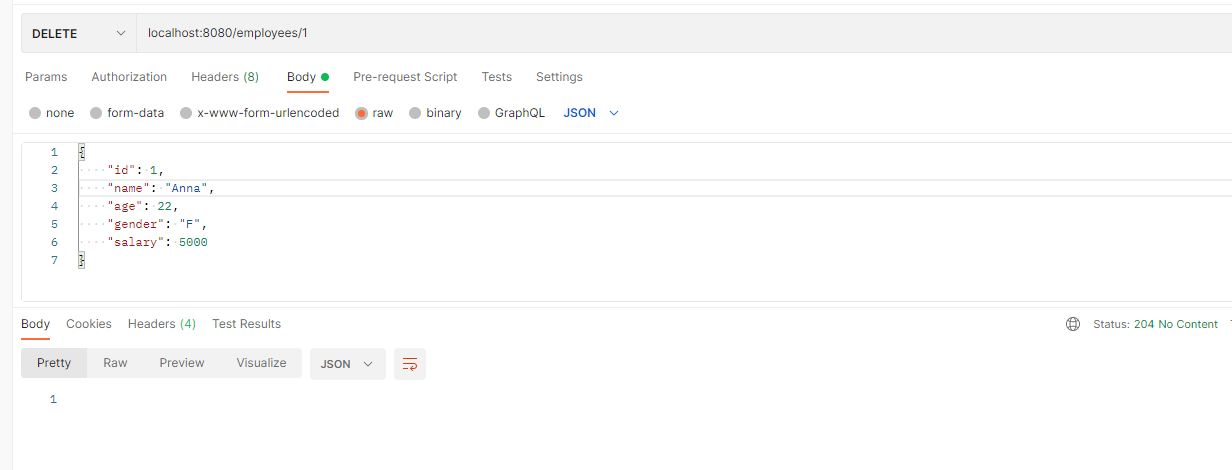 DELETE localhost:8080/employees/1
Params Authorization Headers (8) Body Pre-request Script Tests Settings
none form-data x-www-form-urlencoded raw binary GraphQL JSON
1 {
2 "id": 1,
3 "name": "Anna",
4 "age": 22,
5 "gender": "F",
6 "salary": 5000
7 }
Body Cookies Headers (4) Test Results Status: 204 No Content
Pretty Raw Preview Visualize JSON
1